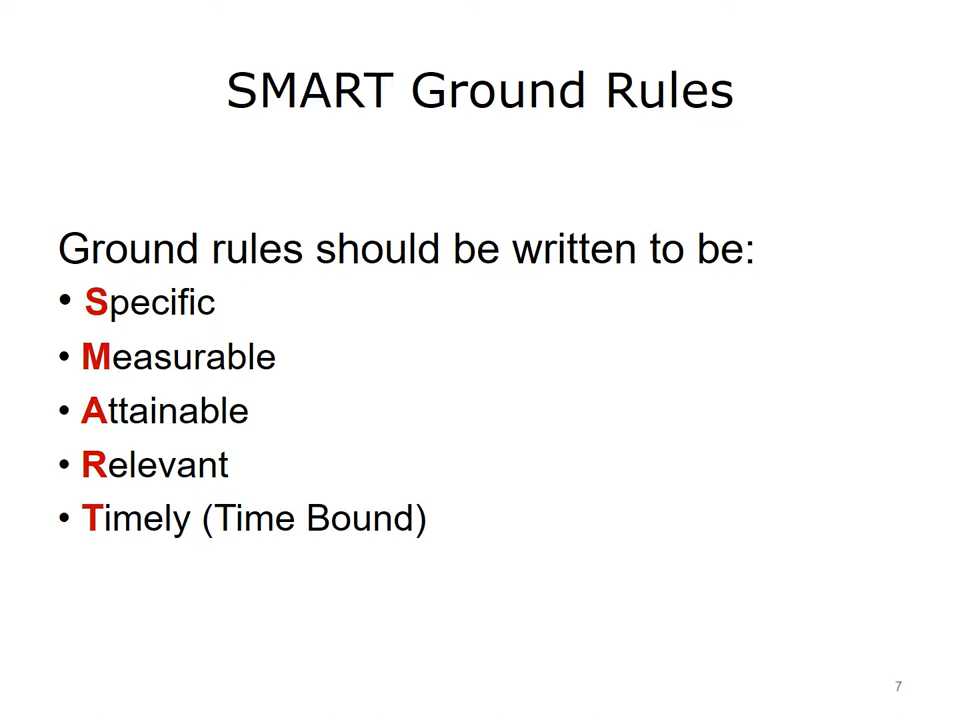 SMART Ground Rules
Ground rules should be written to be:
• Specific
• Measurable
• Attainable
• Relevant
• Timely (Time Bound)
7